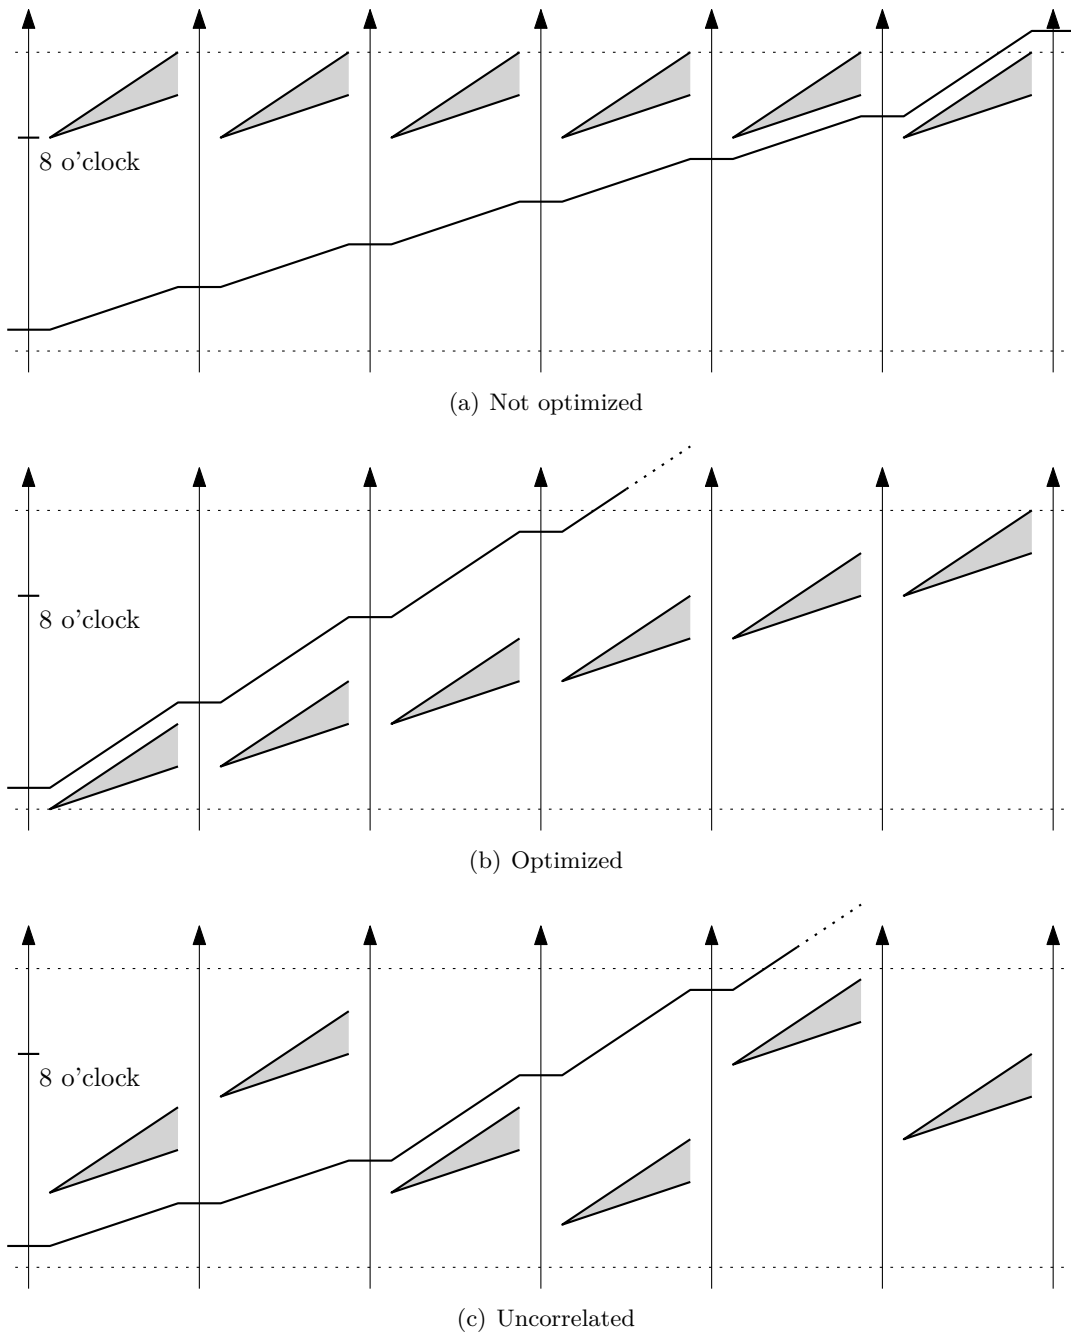 8 o'clock
(a) Not optimized
8 o'clock
(b) Optimized
8 o'clock
(c) Uncorrelated